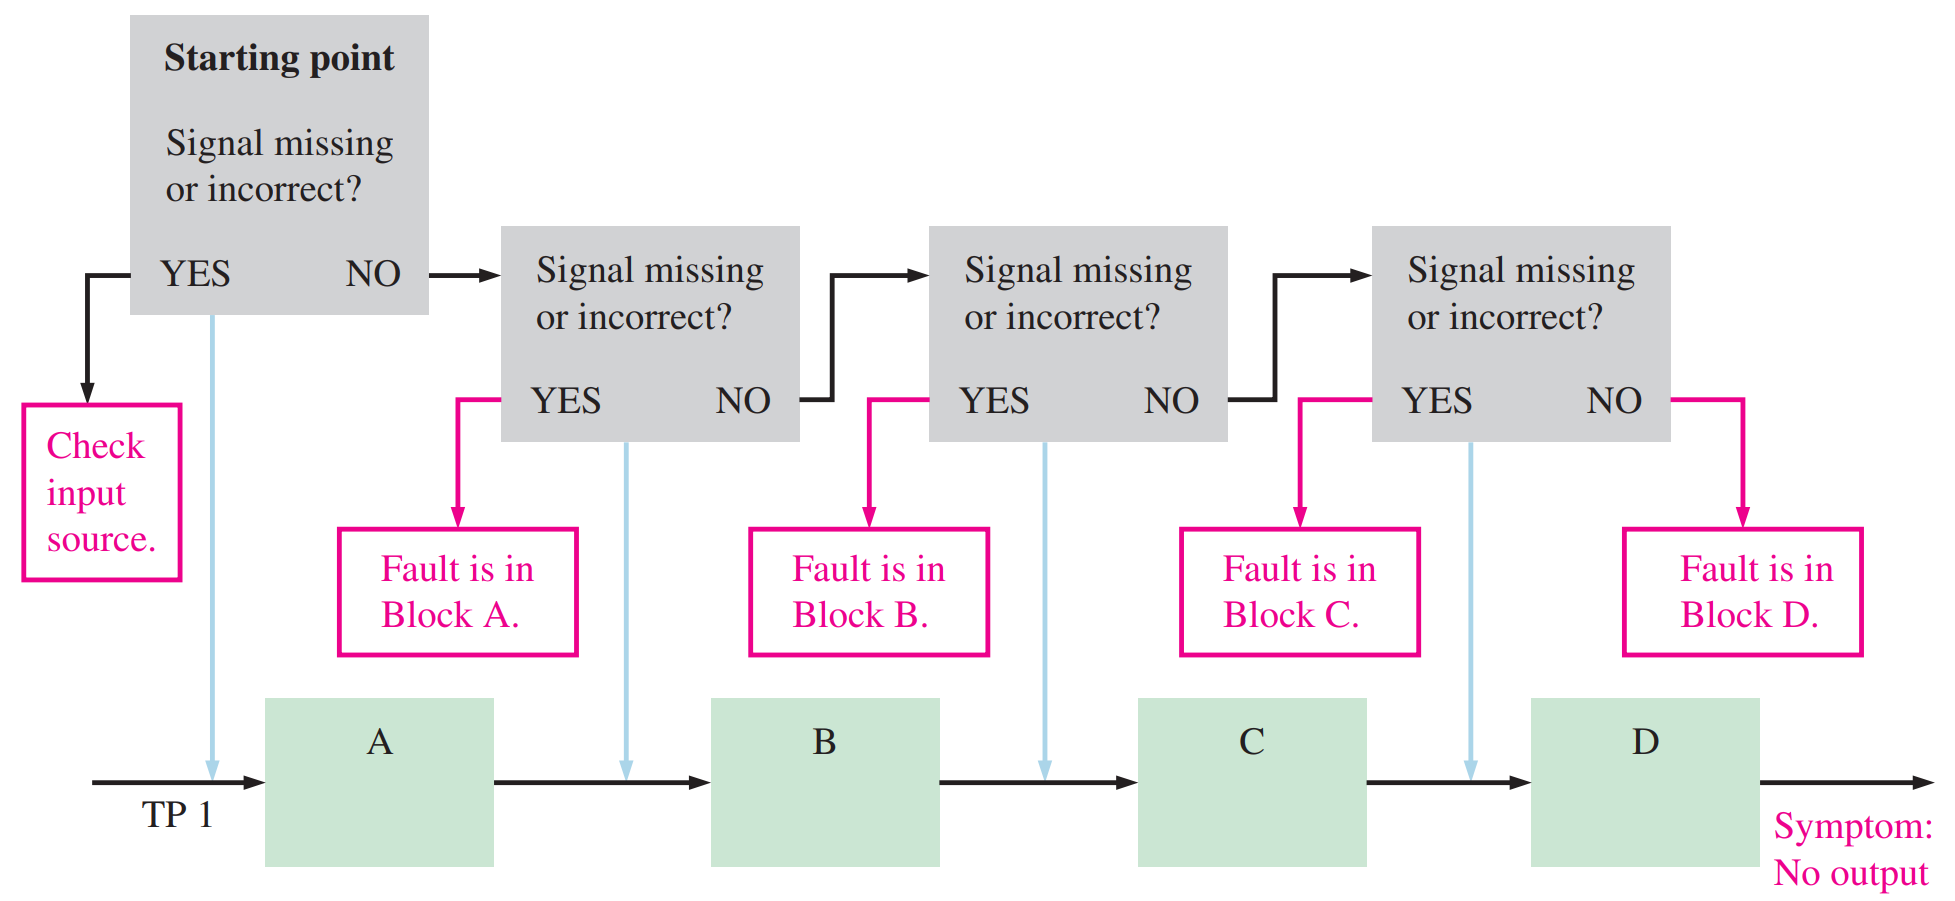 Starting point
Signal missing
or incorrect?
YES NO
Signal missing
or incorrect?
YES NO
Signal missing
or incorrect?
YES NO
Signal missing
or incorrect?
YES NO
Check
input
source.
Fault is in
Block A.
Fault is in
Block B.
Fault is in
Block C.
Fault is in
Block D.
A
B
C
D
TP 1
Symptom:
No output